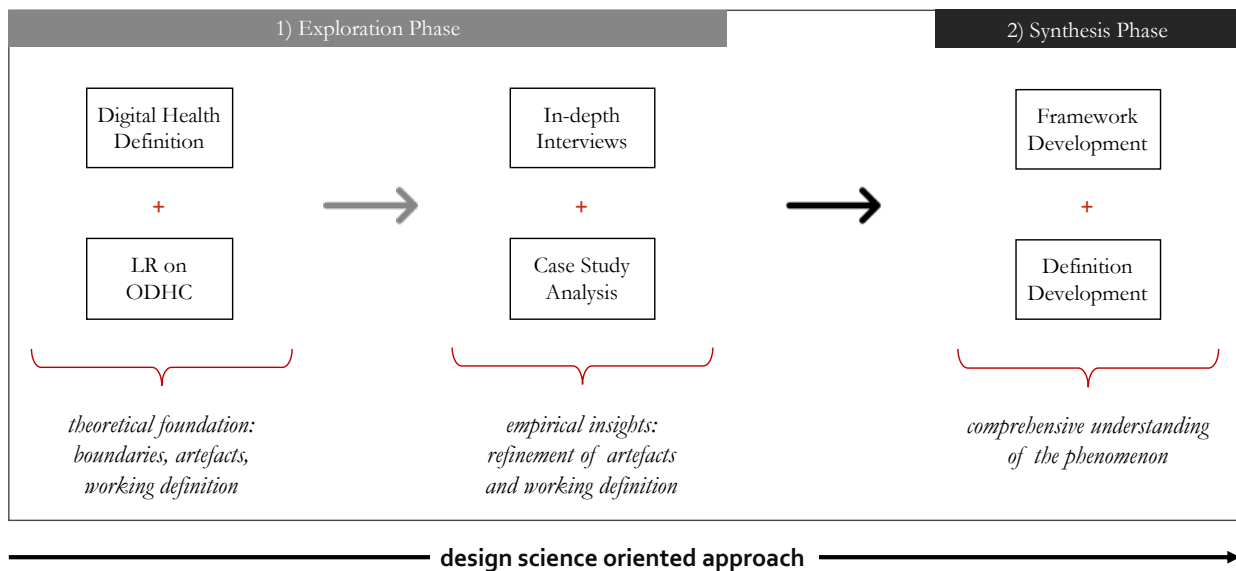 1) Exploration Phase
2) Synthesis Phase
Digital Health
Definition
+
LR on
ODHC
theoretical foundation:
boundaries, artefacts,
working definition
In-depth
Interviews
+
Case Study
Analysis
empirical insights:
refinement of artefacts
and working definition
Framework
Development
+
Definition
Development
comprehensive understanding
of the phenomenon
design science oriented approach